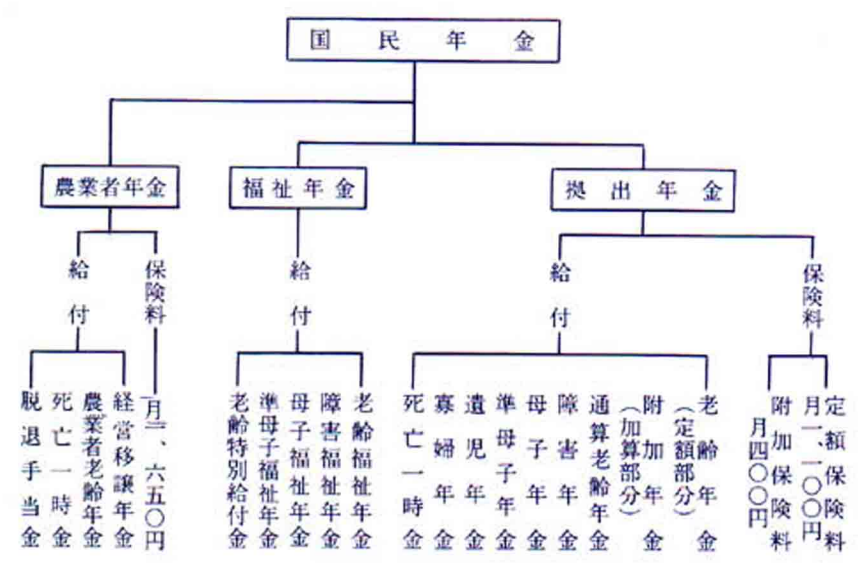 国民年金
拠出年金
福祉年金
農業者年金
保険料
定額保険料
月一、一〇〇円
附加保険料
月四〇〇円
給付
老齢年金
(定額部分)
附加年金
(加算部分)
通算老齢年金
障害年金
母子年金
準母子年金
遺児年金
寡婦年金
死亡一時金
給付
老齢福祉年金
障害福祉年金
母子福祉年金
準母子福祉年金
老齢特別給付金
保険料
月一、六五〇円
給付
経営移譲年金
農業者老齢年金
死亡一時金
脱退手当金